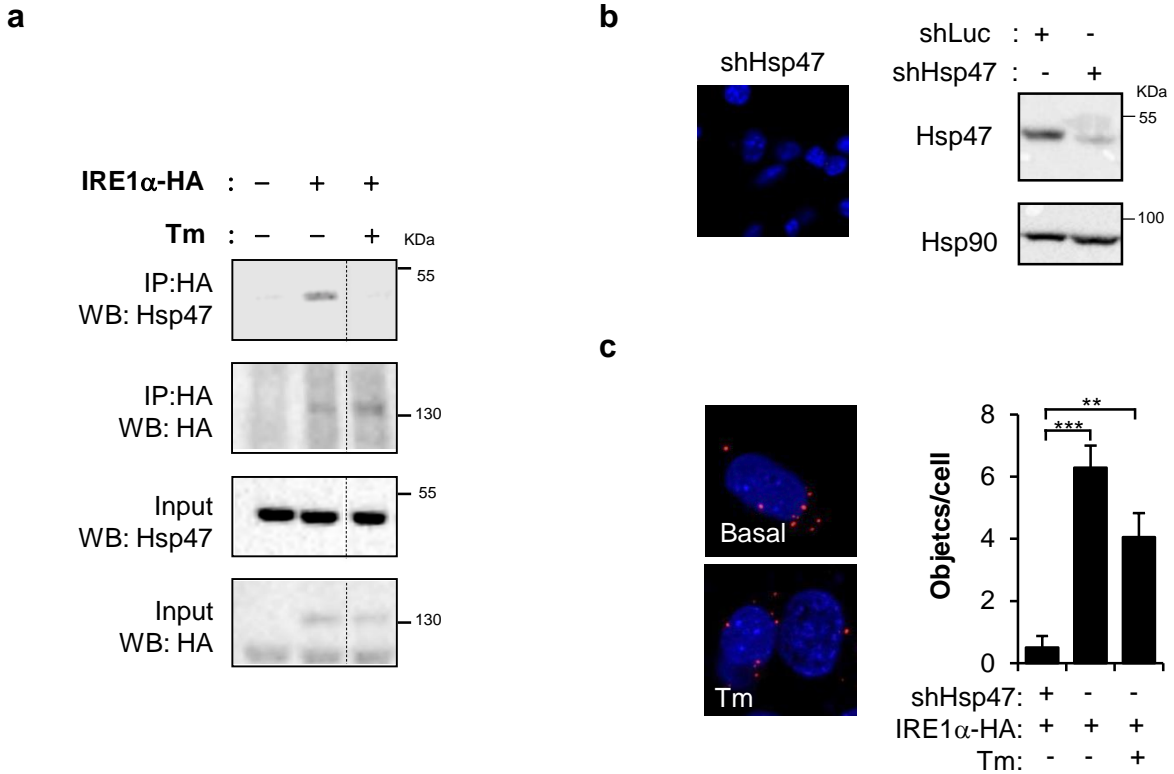 a
IRE1α-HA : – + +
Tm : – – +
KDa
IP:HA
WB: Hsp47
55
IP:HA
WB: HA
130
Input
WB: Hsp47
55
Input
WB: HA
130
b
shHsp47
shLuc : + -
shHsp47 : - +
KDa
Hsp47
55
Hsp90
100
c
Basal
Tm
Objetcs/cell
8
6
4
2
0
**
***
shHsp47: + - -
IRE1α-HA: + + +
Tm: - - +